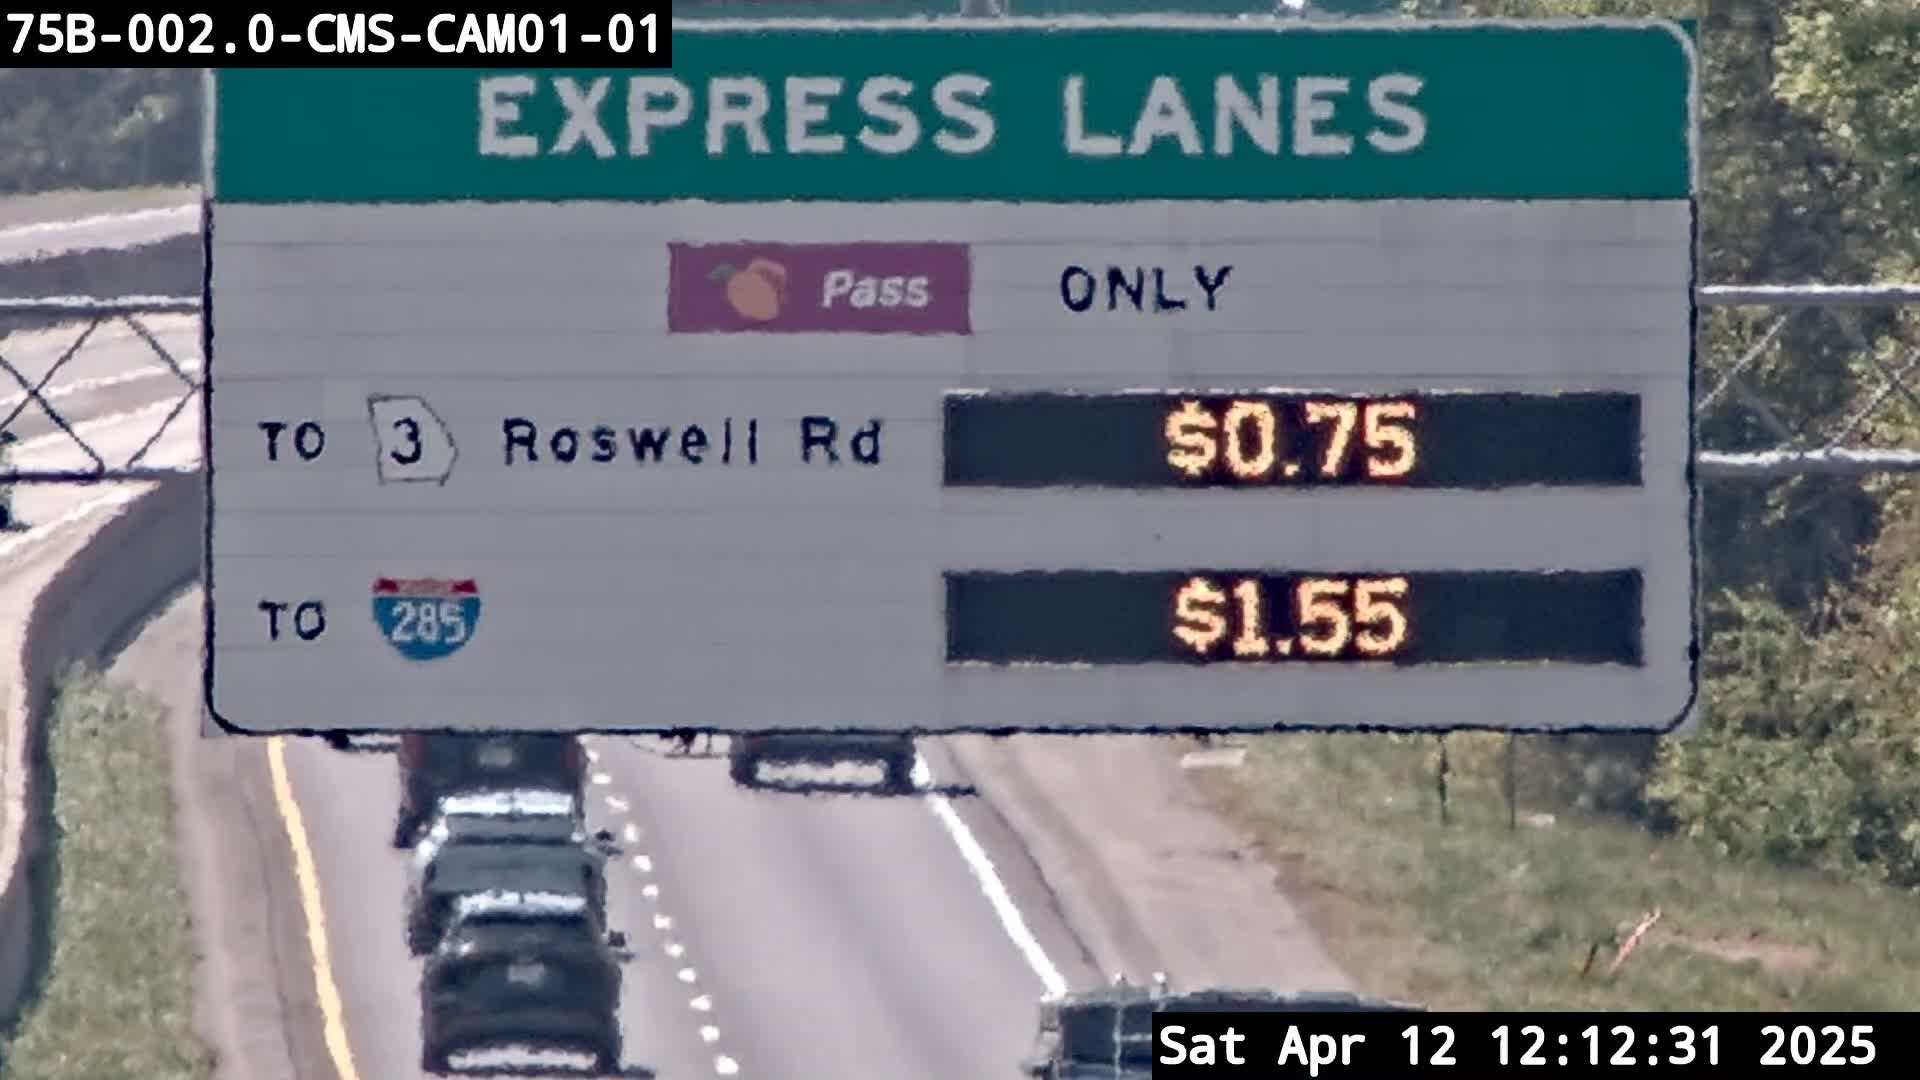 75B-002.0-CMS-CAM01-01
EXPRESS LANES
Pass ONLY
TO 3 Roswell Rd $0.75
TO 285 $1.55
Sat Apr 12 12:12:31 2025